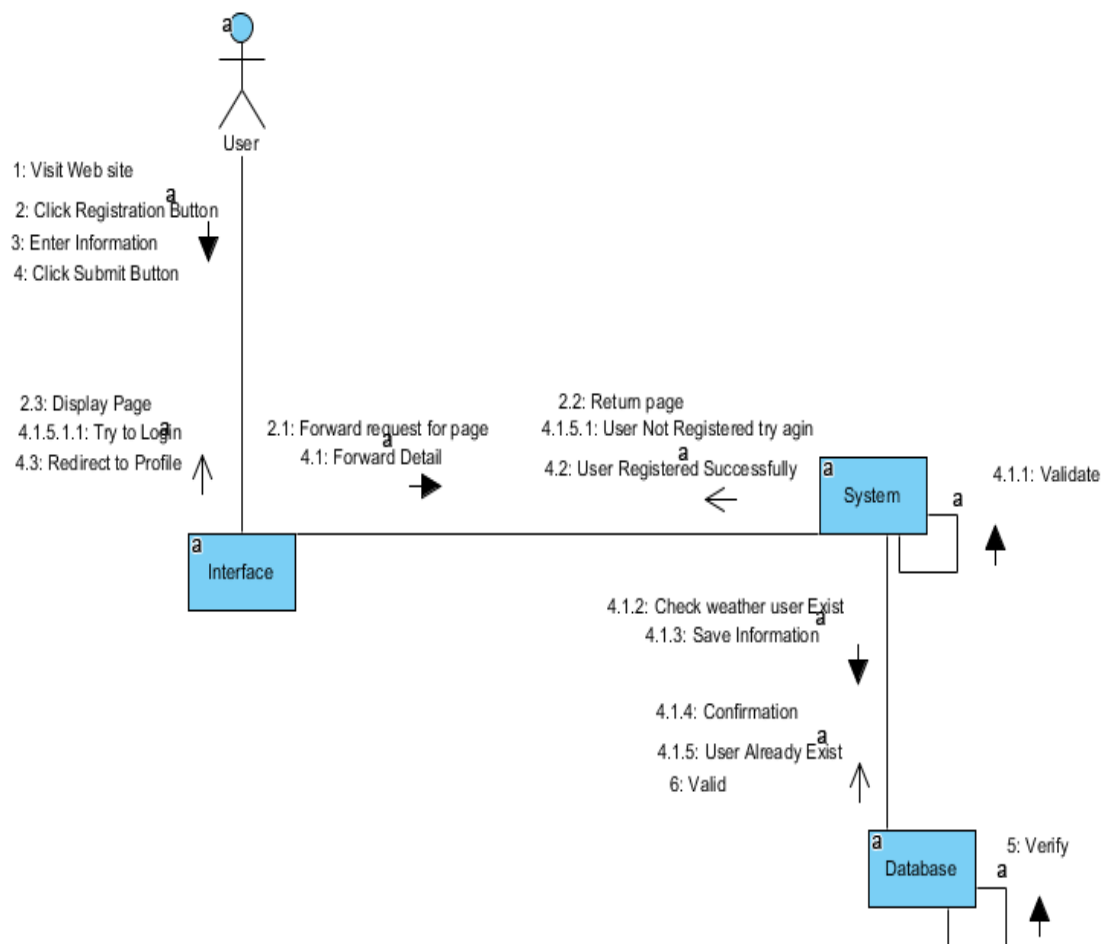 a
User
1: Visit Web site
a
2: Click Registration Button
3: Enter Information
4: Click Submit Button
2.3: Display Page
a
4.1.5.1.1: Try to Login
4.3: Redirect to Profile
2.1: Forward request for page
a
4.1: Forward Detail
2.2: Return page
4.1.5.1: User Not Registered try agin
a
4.2: User Registered Successfully
a
System
a
4.1.1: Validate
a
Interface
4.1.2: Check weather user Exist
a
4.1.3: Save Information
4.1.4: Confirmation
a
4.1.5: User Already Exist
6: Valid
a
Database
a
5: Verify